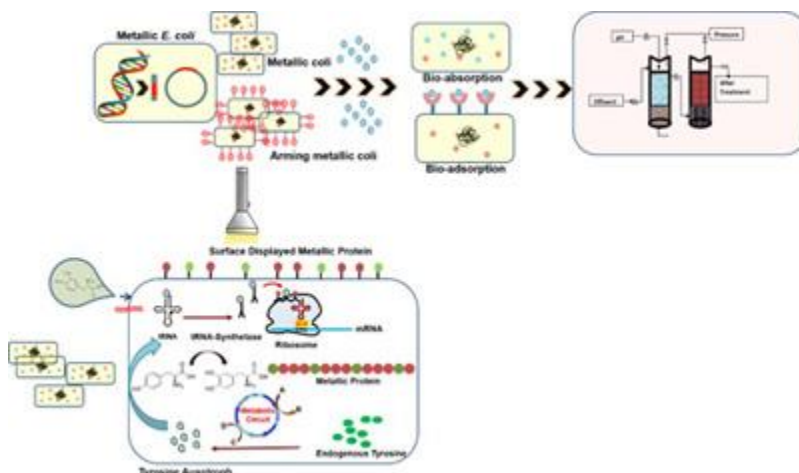 Metallic E. coli
Metallic coli
Arming metallic coli
Bio-absorption
Bio-adsorption
pH
Pressure
Effluent
After
Treatment
Surface Displayed Metallic Protein
tRNA
tRNA-Synthetase
Ribosome
mRNA
Metallic Protein
Metabolic
Circuit
A
B
C
Endogenous Tyrosine
Tyrosine Auxotroph